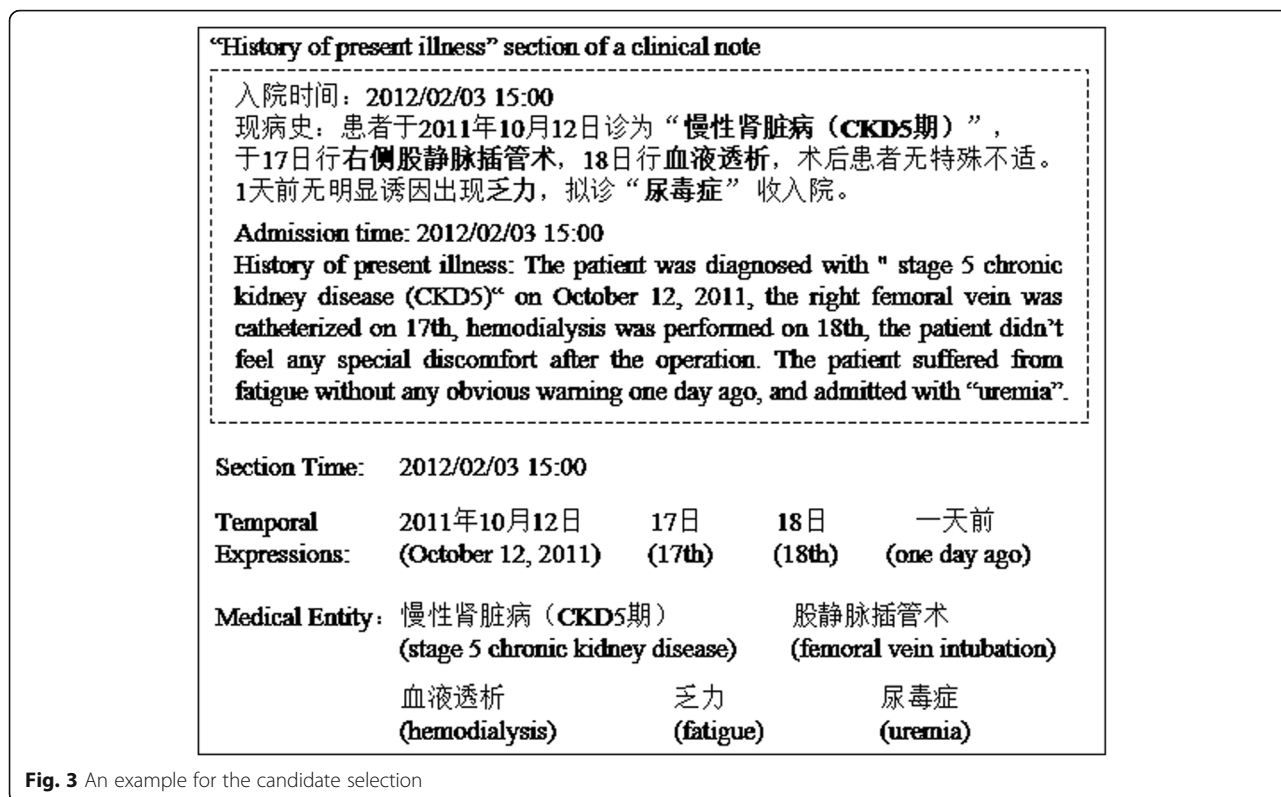 “History of present illness” section of a clinical note
入院时间：2012/02/03 15:00
现病史：患者于2011年10月12日诊为“慢性肾脏病（CKD5期）”，
于17日行右侧股静脉插管术，18日行血液透析，术后患者无特殊不适。
1天前无明显诱因出现乏力，拟诊“尿毒症” 收入院。
Admission time: 2012/02/03 15:00
History of present illness: The patient was diagnosed with " stage 5 chronic
kidney disease (CKD5)“ on October 12, 2011, the right femoral vein was
catheterized on 17th, hemodialysis was performed on 18th, the patient didn’t
feel any special discomfort after the operation. The patient suffered from
fatigue without any obvious warning one day ago, and admitted with “uremia”.
Section Time: 2012/02/03 15:00
Temporal 2011年10月12日 17日 18日 一天前
Expressions: (October 12, 2011) (17th) (18th) (one day ago)
Medical Entity： 慢性肾脏病（CKD5期） 股静脉插管术
(stage 5 chronic kidney disease) (femoral vein intubation)
血液透析 乏力 尿毒症
(hemodialysis) (fatigue) (uremia)
Fig. 3 An example for the candidate selection